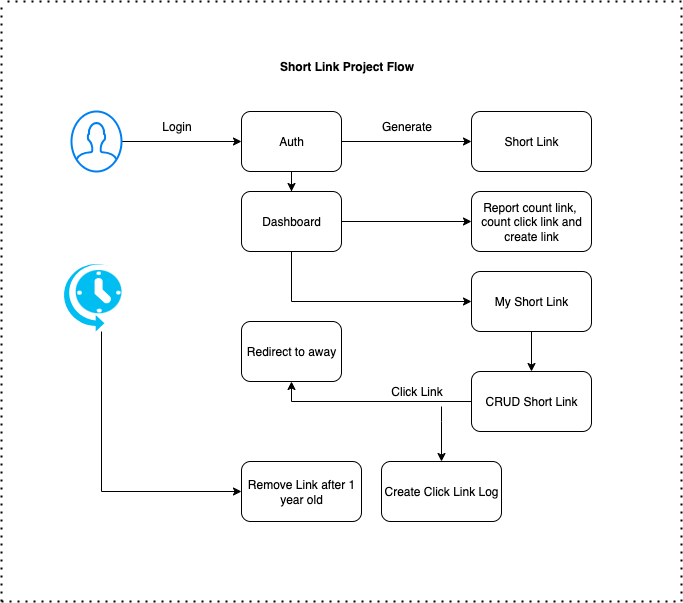 Short Link Project Flow
Login
Auth
Generate
Short Link
Dashboard
Report count link,
count click link and
create link
My Short Link
Redirect to away
Click Link
CRUD Short Link
Remove Link after 1
year old
Create Click Link Log